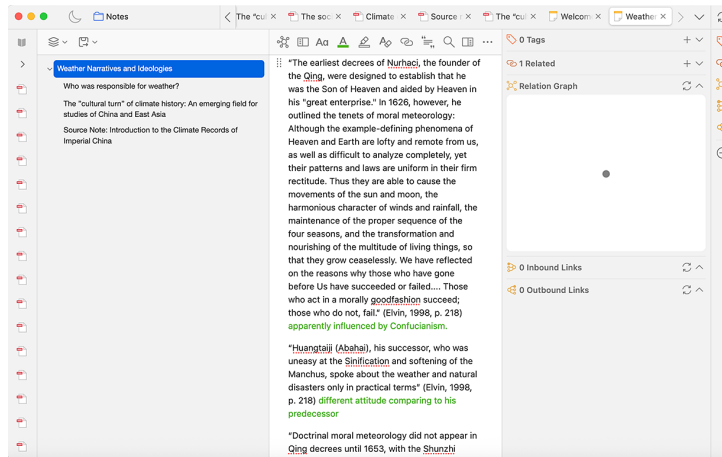 Notes
The "cul
The soc
Climate
Source r
The "cul
Welcom
Weather
Aa
0 Tags
1 Related
Relation Graph
0 Inbound Links
0 Outbound Links
Weather Narratives and Ideologies
Who was responsible for weather?
The "cultural turn" of climate history: An emerging field for
studies of China and East Asia
Source Note: Introduction to the Climate Records of
Imperial China
“The earliest decrees of Nurhaci, the founder of
the Qing, were designed to establish that he
was the Son of Heaven and aided by Heaven in
his "great enterprise." In 1626, however, he
outlined the tenets of moral meteorology:
Although the example-defining phenomena of
Heaven and Earth are lofty and remote from us,
as well as difficult to analyze completely, yet
their patterns and laws are uniform in their firm
rectitude. Thus they are able to cause the
movements of the sun and moon, the
harmonious character of winds and rainfall, the
maintenance of the proper sequence of the
four seasons, and the transformation and
nourishing of the multitude of living things, so
that they grow ceaselessly. We have reflected
on the reasons why those who have gone
before Us have succeeded or failed.... Those
who act in a morally goodfashion succeed;
those who do not, fail.” (Elvin, 1998, p. 218)
apparently influenced by Confucianism.
“Huangtaiji (Abahai), his successor, who was
uneasy at the Sinification and softening of the
Manchus, spoke about the weather and natural
disasters only in practical terms” (Elvin, 1998,
p. 218) different attitude comparing to his
predecessor
“Doctrinal moral meteorology did not appear in
Qing decrees until 1653, with the Shunzhi